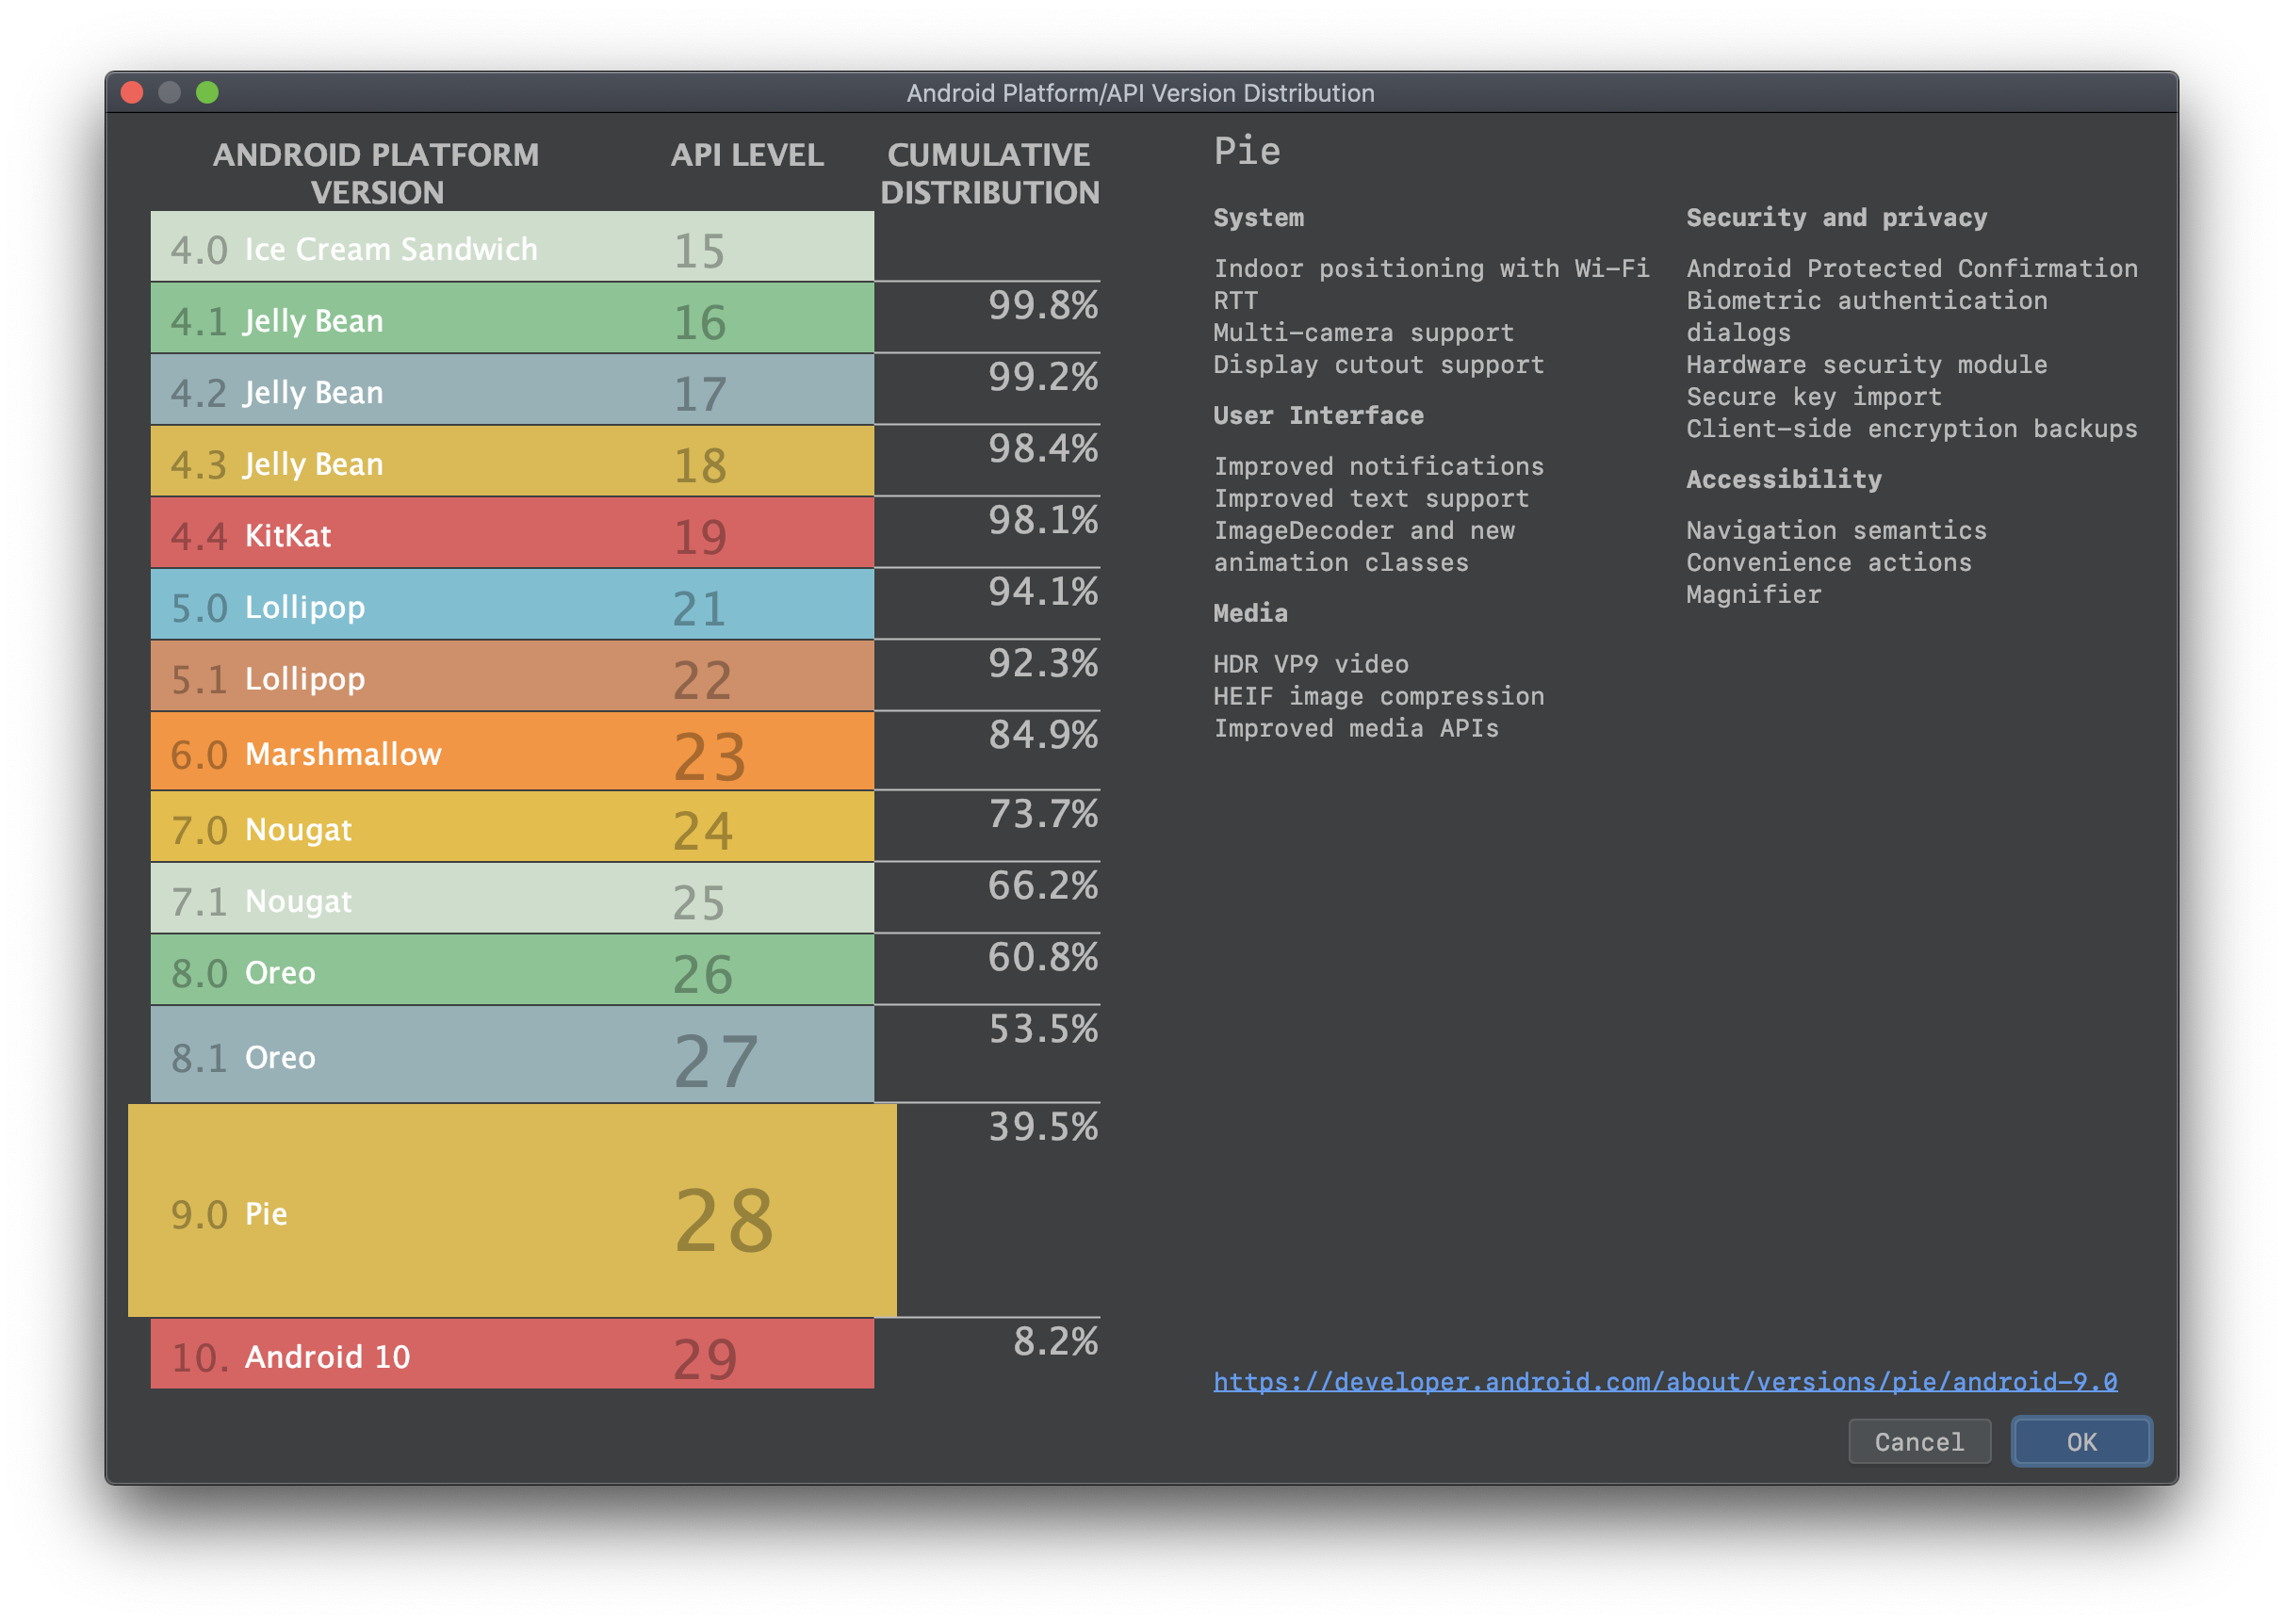 Android Platform/API Version Distribution
ANDROID PLATFORM
VERSION
API LEVEL
CUMULATIVE
DISTRIBUTION
4.0 Ice Cream Sandwich 15
99.8%
4.1 Jelly Bean 16
99.2%
4.2 Jelly Bean 17
98.4%
4.3 Jelly Bean 18
98.1%
4.4 KitKat 19
94.1%
5.0 Lollipop 21
92.3%
5.1 Lollipop 22
84.9%
6.0 Marshmallow 23
73.7%
7.0 Nougat 24
66.2%
7.1 Nougat 25
60.8%
8.0 Oreo 26
53.5%
8.1 Oreo 27
39.5%
9.0 Pie 28
8.2%
10. Android 10 29
Pie
System
Indoor positioning with Wi-Fi
RTT
Multi-camera support
Display cutout support
User Interface
Improved notifications
Improved text support
ImageDecoder and new
animation classes
Media
HDR VP9 video
HEIF image compression
Improved media APIs
Security and privacy
Android Protected Confirmation
Biometric authentication
dialogs
Hardware security module
Secure key import
Client-side encryption backups
Accessibility
Navigation semantics
Convenience actions
Magnifier
https://developer.android.com/about/versions/pie/android-9.0
Cancel
OK